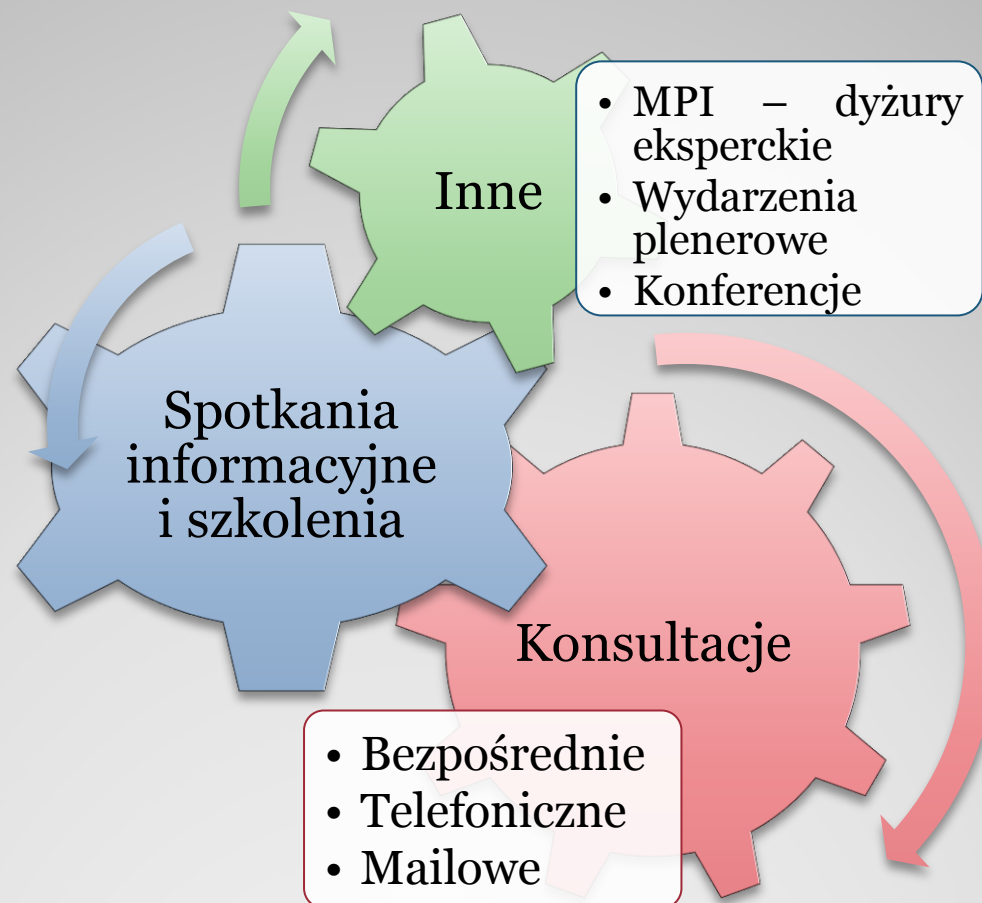 Inne
• MPI – dyżury
eksperckie
• Wydarzenia
plenerowe
• Konferencje
Spotkania
informacyjne
i szkolenia
Konsultacje
• Bezpośrednie
• Telefoniczne
• Mailowe